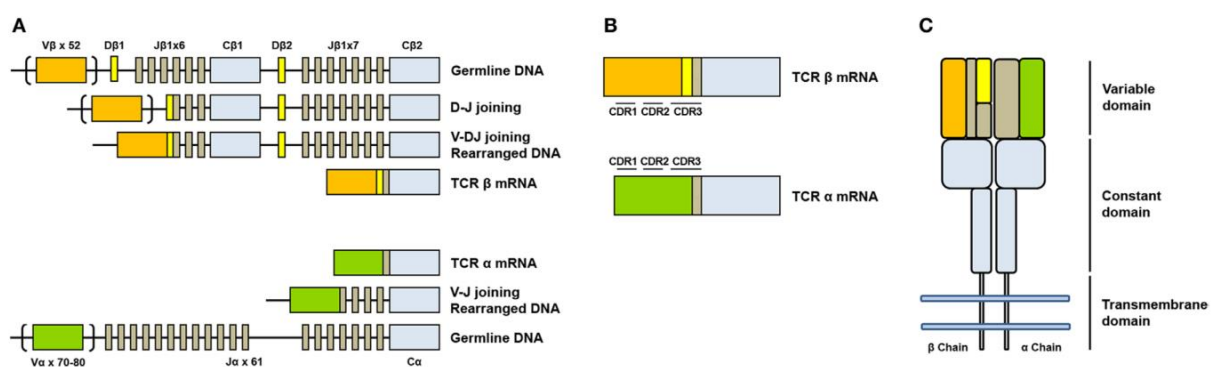 A
Vβ x 52
Dβ1
Jβ1x6
Cβ1
Dβ2
Jβ1x7
Cβ2
Germline DNA
D-J joining
V-DJ joining
Rearranged DNA
TCR β mRNA
TCR α mRNA
V-J joining
Rearranged DNA
Germline DNA
Vα x 70-80
Jα x 61
Cα
B
TCR β mRNA
CDR1
CDR2
CDR3
CDR1
CDR2
CDR3
TCR α mRNA
C
Variable
domain
Constant
domain
Transmembrane
domain
β Chain
α Chain